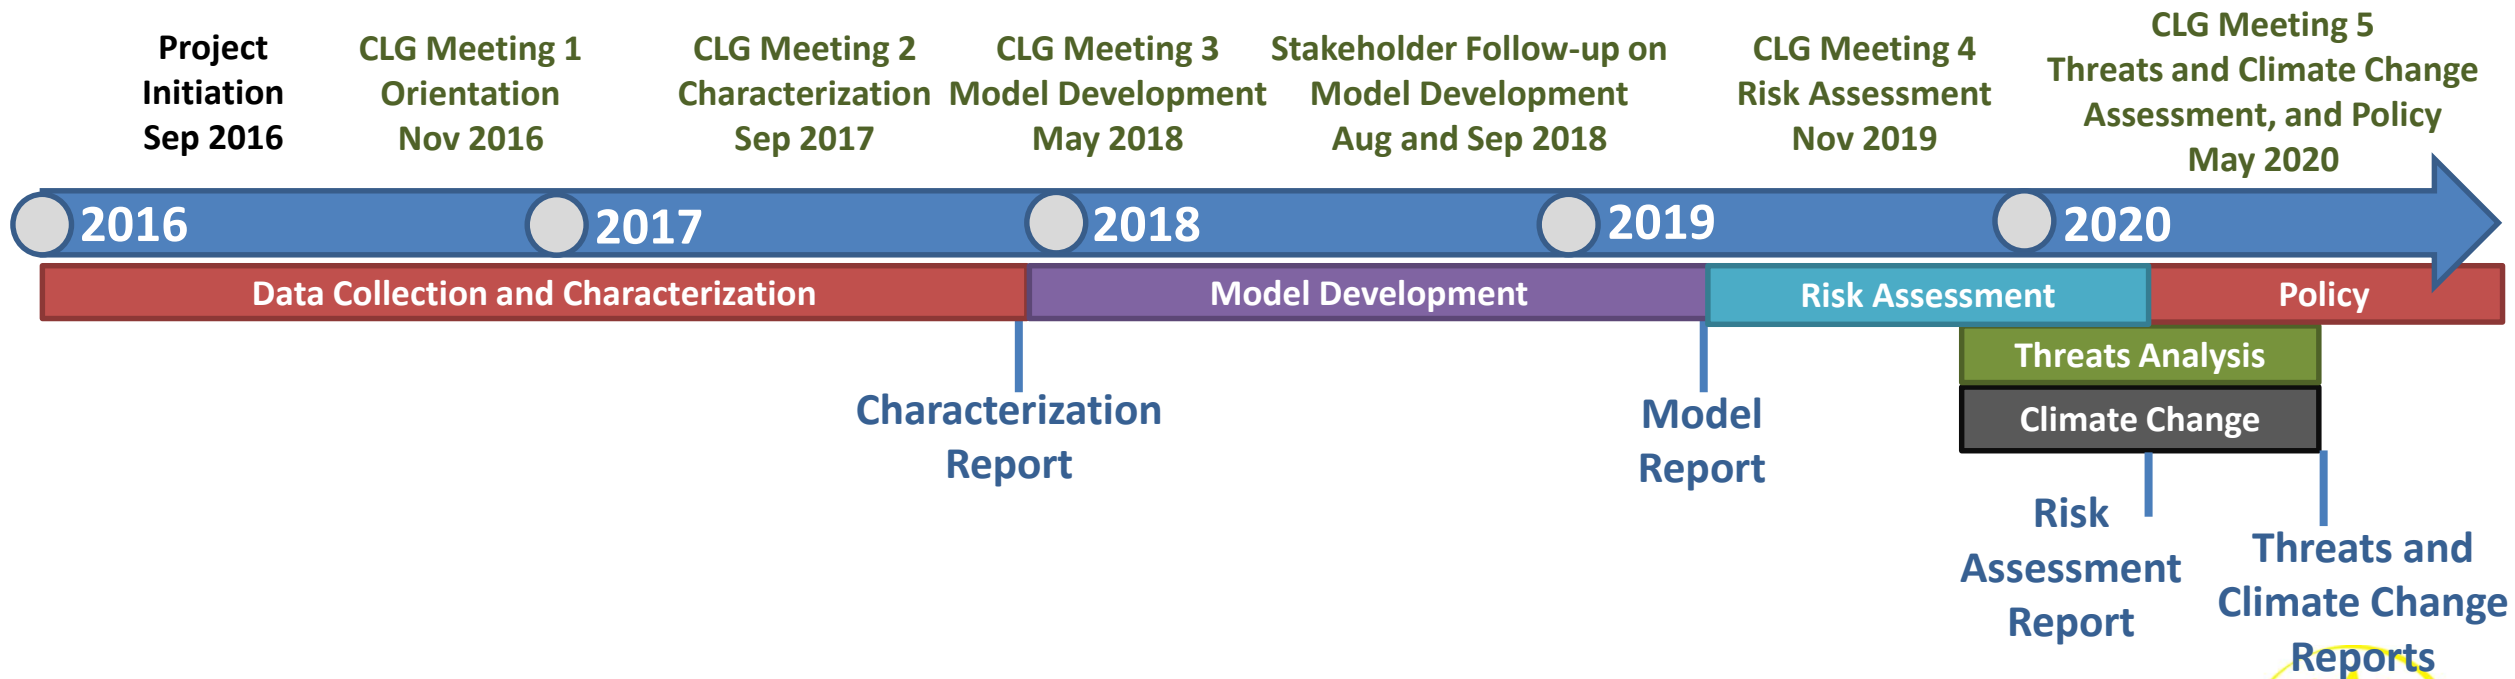 Project
Initiation
Sep 2016
CLG Meeting 1
Orientation
Nov 2016
CLG Meeting 2
Characterization
Sep 2017
CLG Meeting 3
Model Development
May 2018
Stakeholder Follow-up on
Model Development
Aug and Sep 2018
CLG Meeting 4
Risk Assessment
Nov 2019
CLG Meeting 5
Threats and Climate Change
Assessment, and Policy
May 2020
2016
2017
2018
2019
2020
Data Collection and Characterization
Model Development
Risk Assessment
Policy
Threats Analysis
Climate Change
Characterization
Report
Model
Report
Risk
Assessment
Report
Threats and
Climate Change
Reports